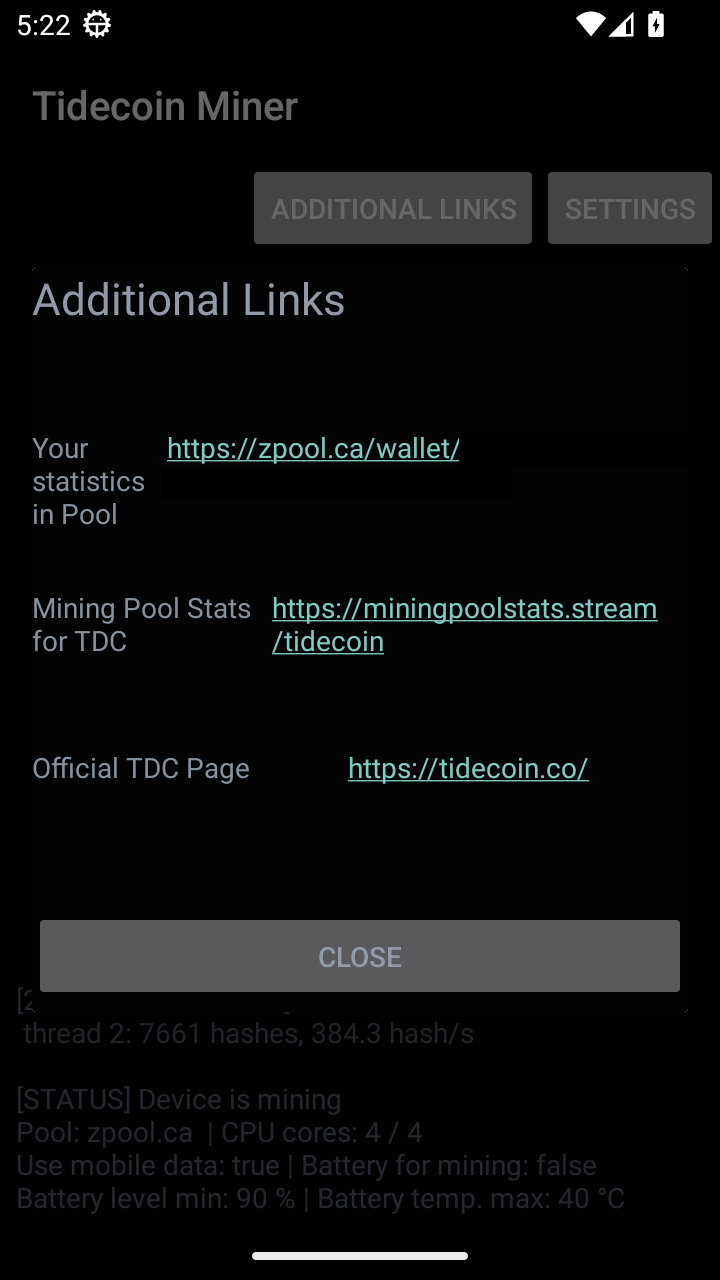 5:22
Tidecoin Miner
ADDITIONAL LINKS
SETTINGS
Additional Links
Your
statistics
in Pool
https://zpool.ca/wallet/
Mining Pool Stats
for TDC
https://miningpoolstats.stream
/tidecoin
Official TDC Page
https://tidecoin.co/
CLOSE
thread 2: 7661 hashes, 384.3 hash/s
[STATUS] Device is mining
Pool: zpool.ca | CPU cores: 4 / 4
Use mobile data: true | Battery for mining: false
Battery level min: 90 % | Battery temp. max: 40 °C